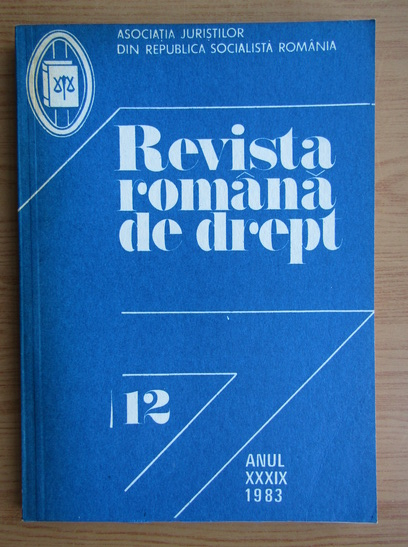 ASOCIAȚIA JURIȘTILOR
DIN REPUBLICA SOCIALISTĂ ROMÂNIA
Revista
română
de drept
12
ANUL
XXXIX
1983